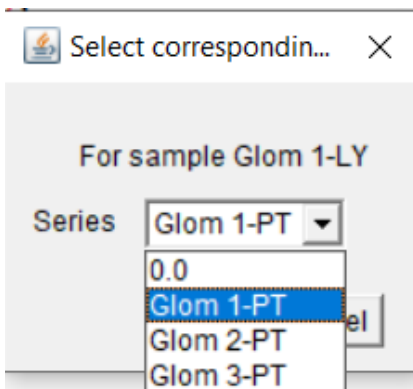 Select correspondin...
For sample Glom 1-LY
Series Glom 1-PT
0.0
Glom 1-PT
el
Glom 2-PT
Glom 3-PT